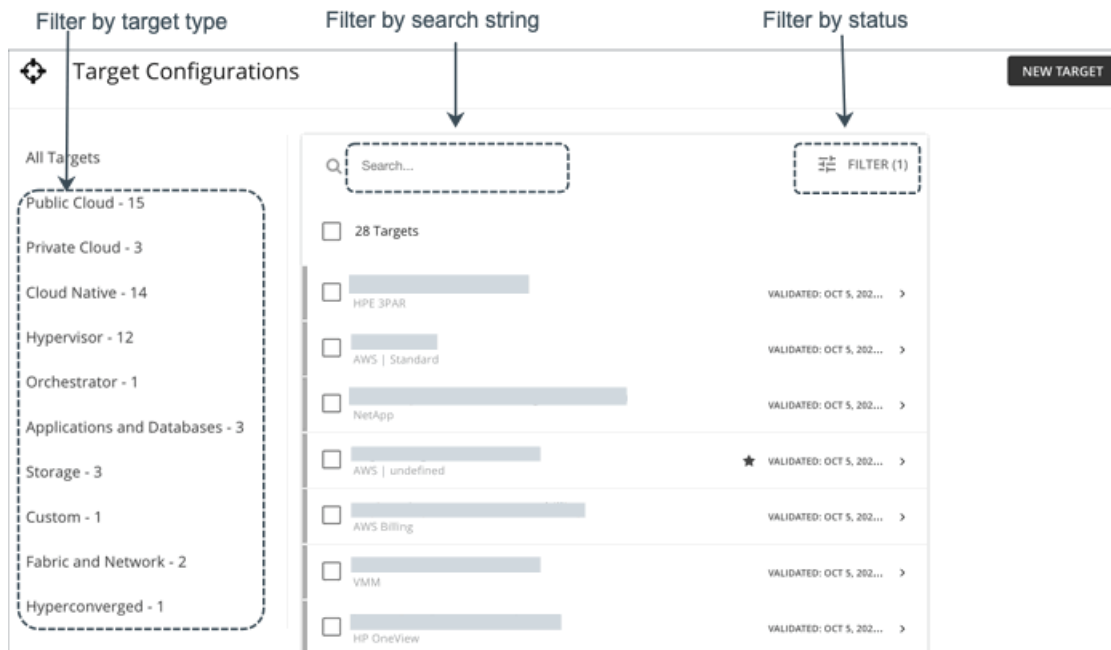 Filter by target type
Filter by search string
Filter by status
Target Configurations
NEW TARGET
All Targets
Public Cloud - 15
Private Cloud - 3
Cloud Native - 14
Hypervisor - 12
Orchestrator - 1
Applications and Databases - 3
Storage - 3
Custom - 1
Fabric and Network - 2
Hyperconverged - 1
Search...
FILTER (1)
28 Targets
HPE 3PAR
VALIDATED: OCT 5, 202...
AWS | Standard
VALIDATED: OCT 5, 202...
NetApp
VALIDATED: OCT 5, 202...
AWS | undefined
VALIDATED: OCT 5, 202...
AWS Billing
VALIDATED: OCT 5, 202...
VMM
VALIDATED: OCT 5, 202...
HP OneView
VALIDATED: OCT 5, 202...